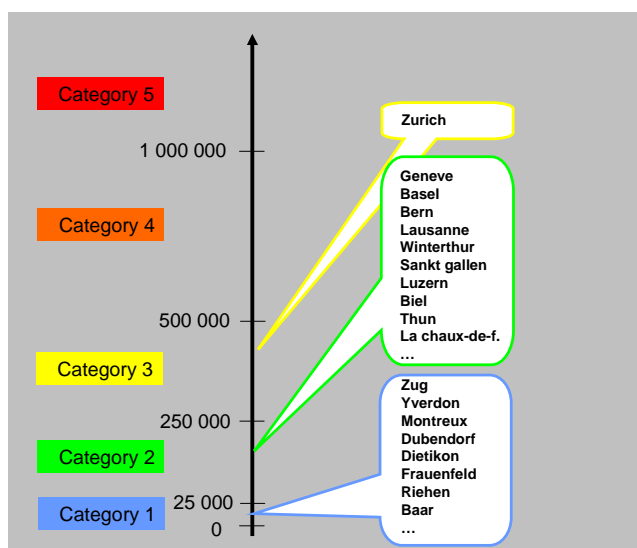 Category 5
1 000 000
Category 4
500 000
Category 3
250 000
Category 2
25 000
Category 1
0
Zurich
Geneve
Basel
Bern
Lausanne
Winterthur
Sankt gallen
Luzern
Biel
Thun
La chaux-de-f.
...
Zug
Yverdon
Montreux
Dubendorf
Dietikon
Frauenfeld
Riehen
Baar
...